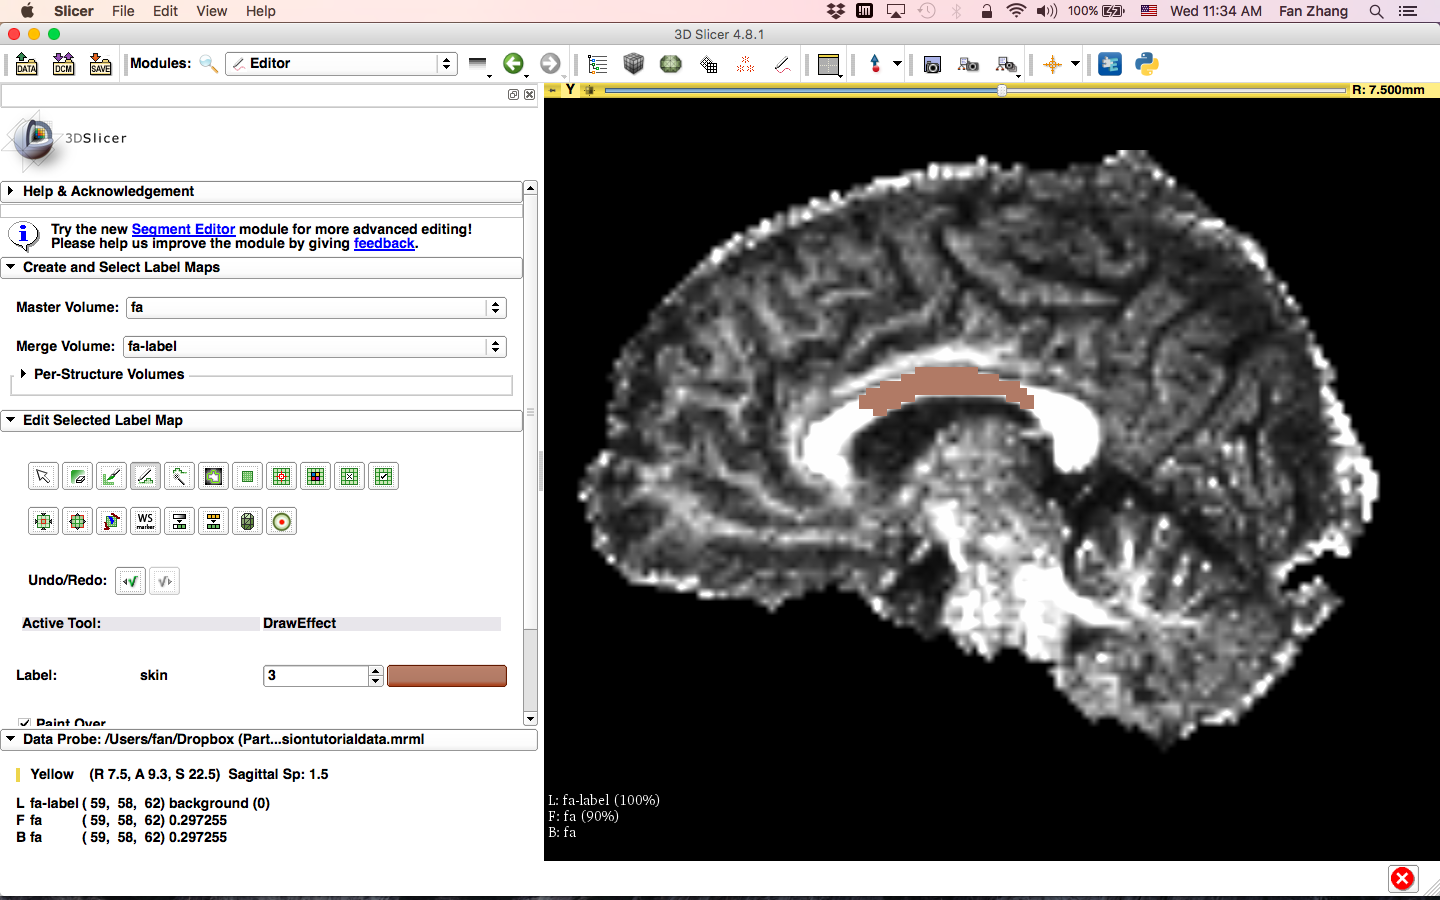 Slicer File Edit View Help 100% Wed 11:34 AM Fan Zhang
3D Slicer 4.8.1
DATA DCM SAVE Modules: Editor
Y R: 7.500mm
3DSlicer
Help & Acknowledgement
Try the new Segment Editor module for more advanced editing!
Please help us improve the module by giving feedback.
Create and Select Label Maps
Master Volume: fa
Merge Volume: fa-label
Per-Structure Volumes
Edit Selected Label Map
WS
marker
Undo/Redo:
Active Tool: DrawEffect
Label: skin 3
Paint Over
Data Probe: /Users/fan/Dropbox (Part...siontutorialdata.mrml
Yellow (R 7.5, A 9.3, S 22.5) Sagittal Sp: 1.5
L fa-label ( 59, 58, 62) background (0)
F fa ( 59, 58, 62) 0.297255
B fa ( 59, 58, 62) 0.297255
L: fa-label (100%)
F: fa (90%)
B: fa